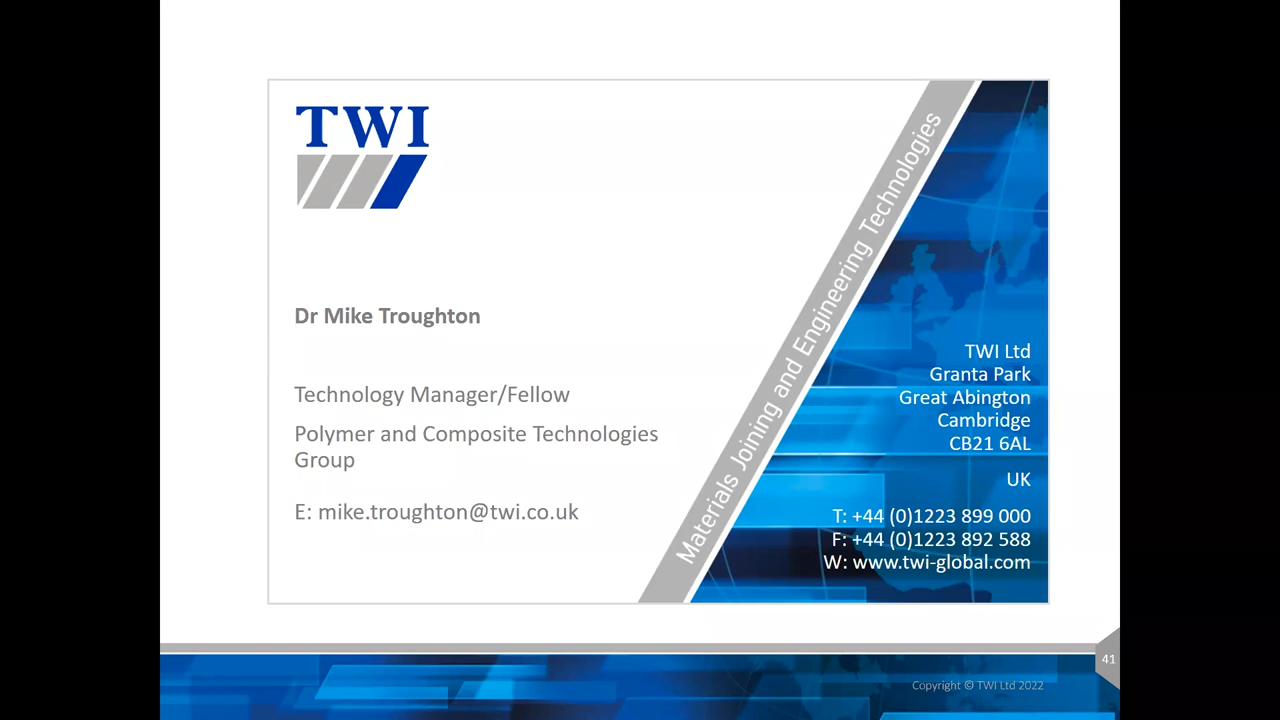 TWI
Materials Joining and Engineering Technologies
Dr Mike Troughton
Technology Manager/Fellow
Polymer and Composite Technologies
Group
E: mike.troughton@twi.co.uk
TWI Ltd
Granta Park
Great Abington
Cambridge
CB21 6AL
UK
T: +44 (0)1223 899 000
F: +44 (0)1223 892 588
W: www.twi-global.com
41
Copyright © TWI Ltd 2022